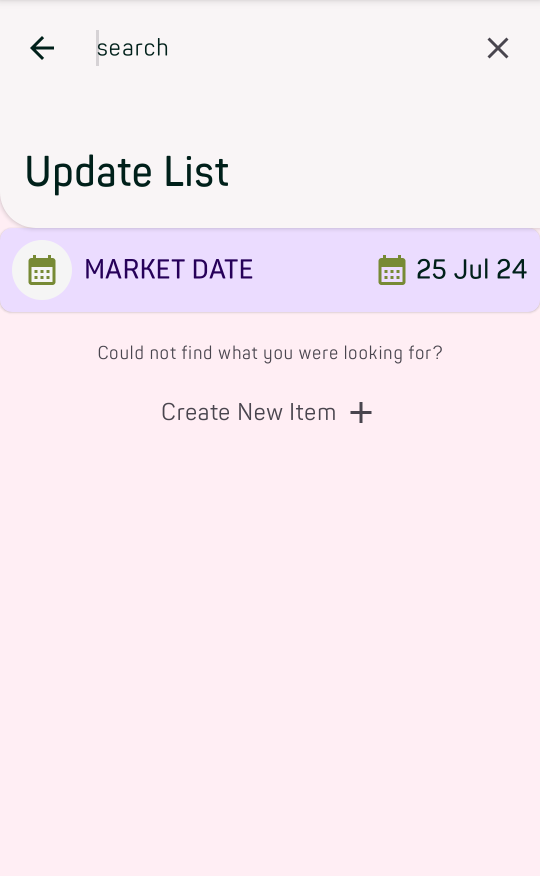 search
Update List
MARKET DATE 25 Jul 24
Could not find what you were looking for?
Create New Item